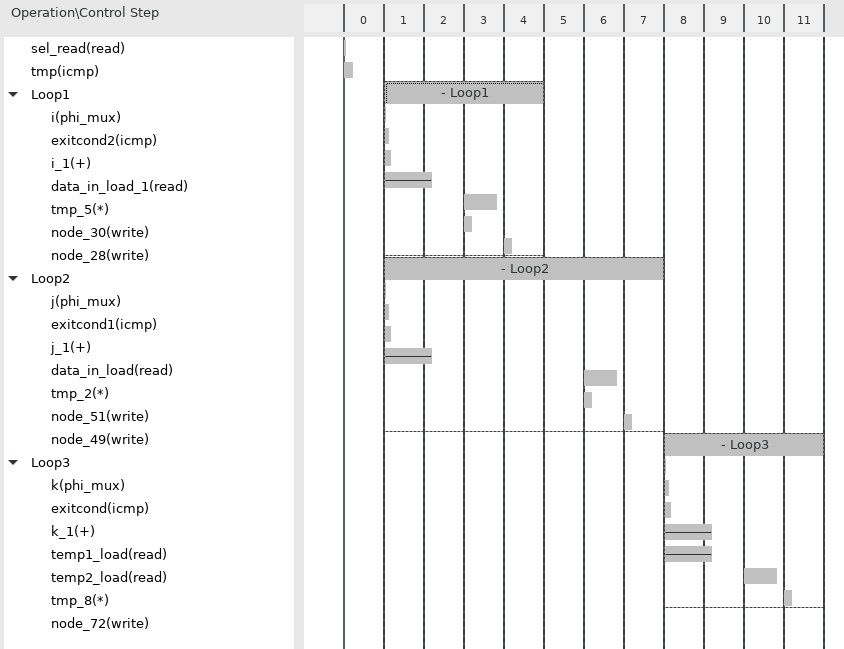 Operation\Control Step
0 1 2 3 4 5 6 7 8 9 10 11
sel_read(read)
tmp(icmp)
Loop1
- Loop1
i(phi_mux)
exitcond2(icmp)
i_1(+)
data_in_load_1(read)
tmp_5(*)
node_30(write)
node_28(write)
Loop2
- Loop2
j(phi_mux)
exitcond1(icmp)
j_1(+)
data_in_load(read)
tmp_2(*)
node_51(write)
node_49(write)
- Loop3
Loop3
k(phi_mux)
exitcond(icmp)
k_1(+)
temp1_load(read)
temp2_load(read)
tmp_8(*)
node_72(write)